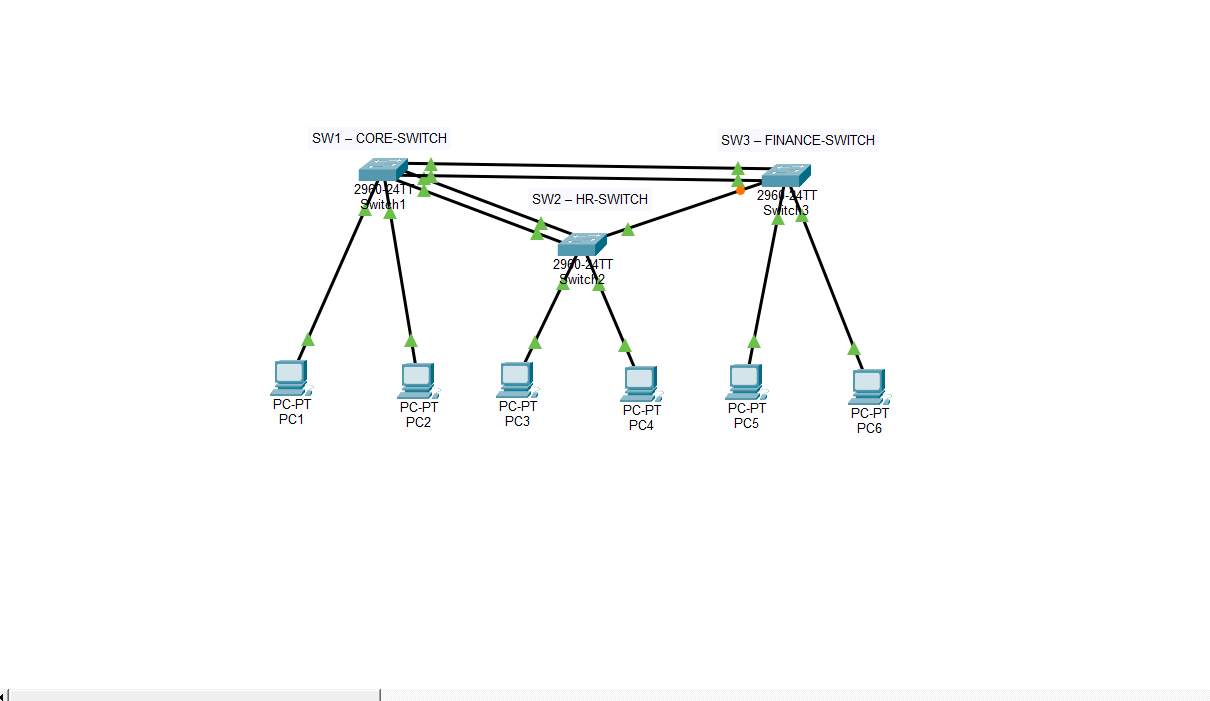 SW1 – CORE-SWITCH
SW3 – FINANCE-SWITCH
2960-24TT
Switch1
SW2 – HR-SWITCH
2960-24TT
Switch3
2960-24TT
Switch2
PC-PT
PC1
PC-PT
PC2
PC-PT
PC3
PC-PT
PC4
PC-PT
PC5
PC-PT
PC6